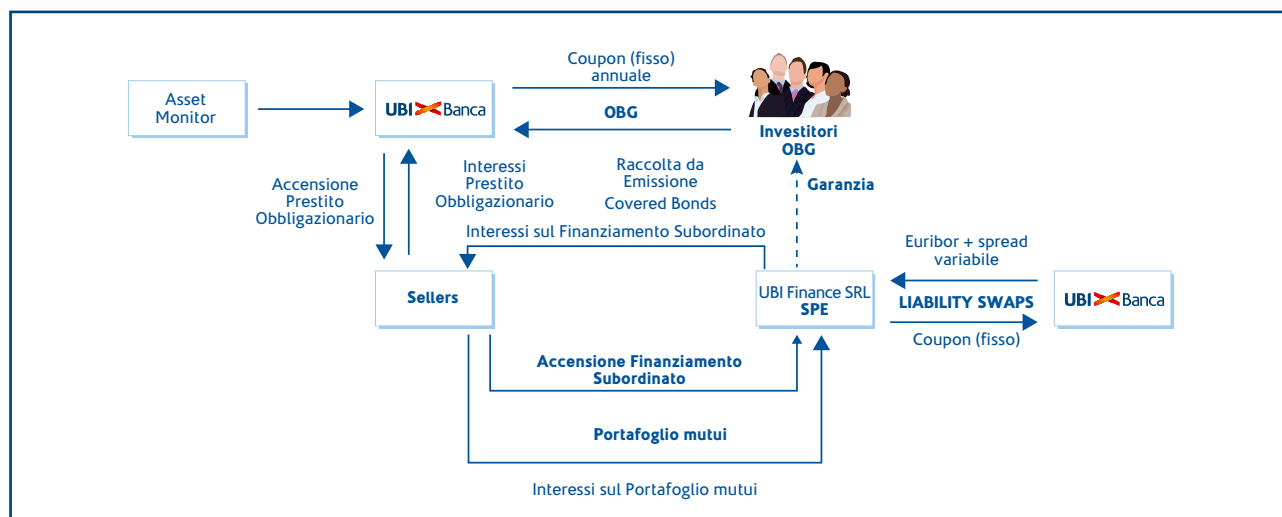 Coupon (fisso)
annuale
Asset
Monitor
UBI Banca
OBG
Investitori
OBG
Accensione
Prestito
Obbligazionario
Interessi
Prestito
Obbligazionario
Raccolta da
Emissione
Covered Bonds
Garanzia
Interessi sul Finanziamento Subordinato
Euribor + spread
variabile
Sellers
UBI Finance SRL
SPE
LIABILITY SWAPS
UBI Banca
Coupon (fisso)
Accensione Finanziamento
Subordinato
Portafoglio mutui
Interessi sul Portafoglio mutui